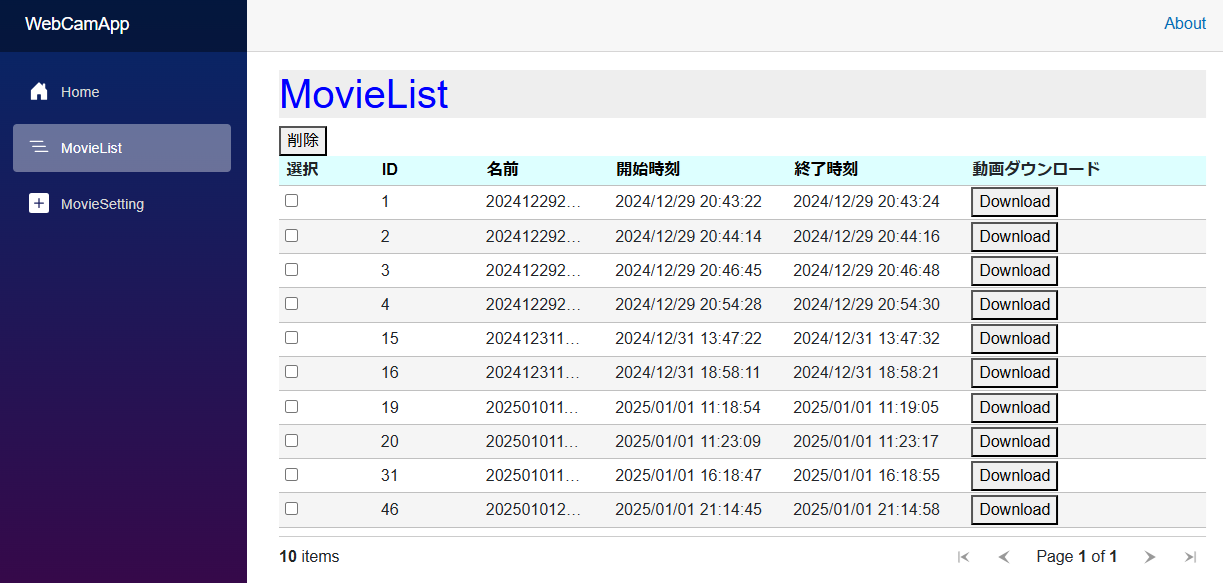 WebCamApp
About
Home
MovieList
MovieSetting
MovieList
削除
選択 ID 名前 開始時刻 終了時刻 動画ダウンロード
1 202412292... 2024/12/29 20:43:22 2024/12/29 20:43:24 Download
2 202412292... 2024/12/29 20:44:14 2024/12/29 20:44:16 Download
3 202412292... 2024/12/29 20:46:45 2024/12/29 20:46:48 Download
4 202412292... 2024/12/29 20:54:28 2024/12/29 20:54:30 Download
15 202412311... 2024/12/31 13:47:22 2024/12/31 13:47:32 Download
16 202412311... 2024/12/31 18:58:11 2024/12/31 18:58:21 Download
19 202501011... 2025/01/01 11:18:54 2025/01/01 11:19:05 Download
20 202501011... 2025/01/01 11:23:09 2025/01/01 11:23:17 Download
31 202501011... 2025/01/01 16:18:47 2025/01/01 16:18:55 Download
46 202501012... 2025/01/01 21:14:45 2025/01/01 21:14:58 Download
10 items
Page 1 of 1